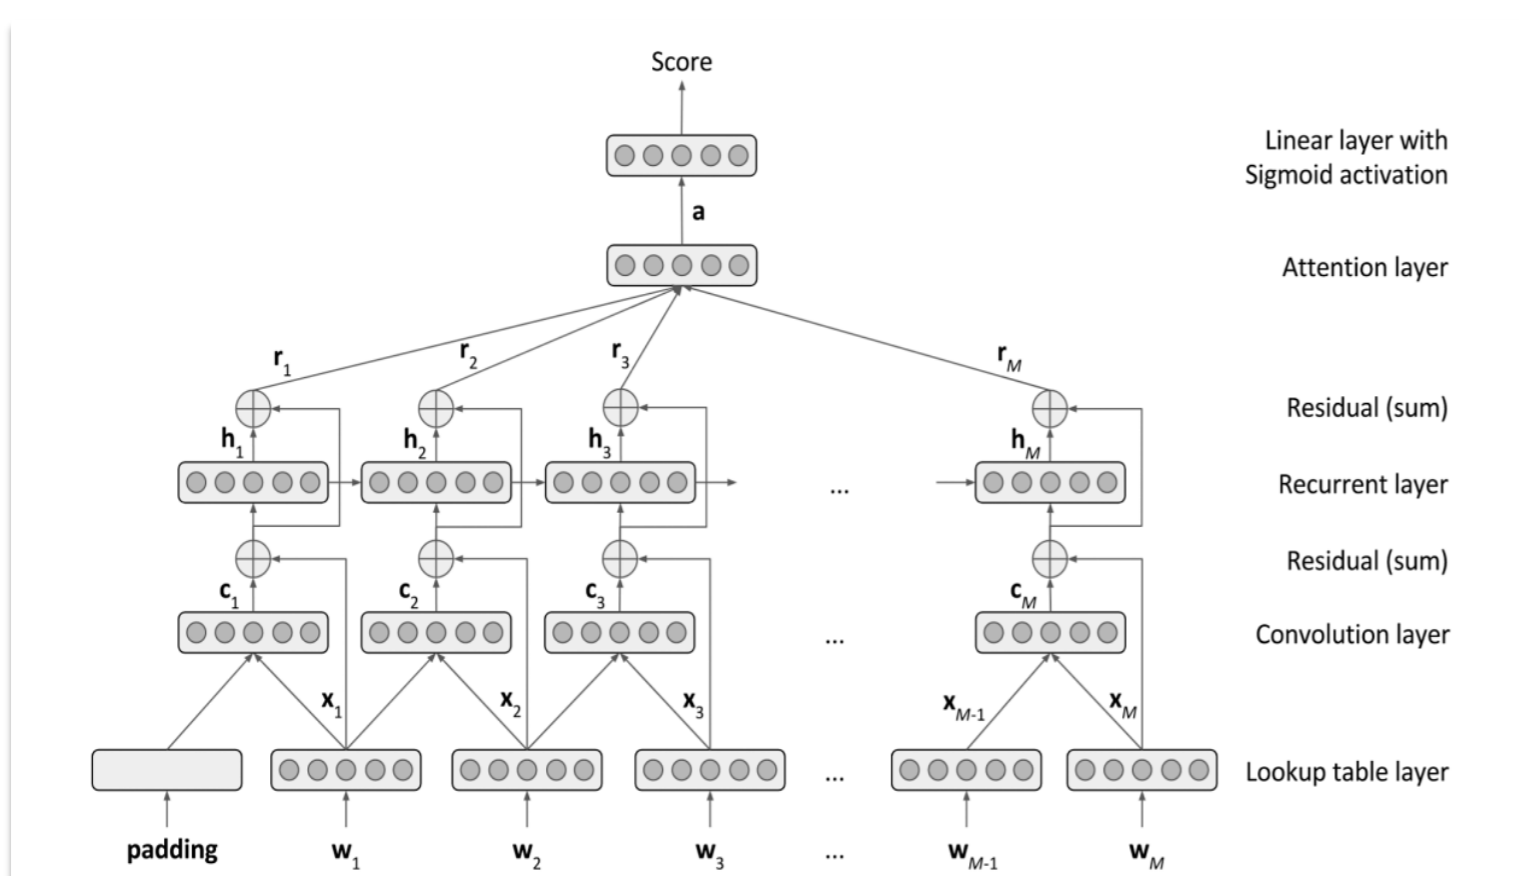 Score
Linear layer with
Sigmoid activation
a
Attention layer
r1 r2 r3 rM
Residual (sum)
h1 h2 h3 hM
... Recurrent layer
Residual (sum)
c1 c2 c3 cM
... Convolution layer
x1 x2 x3 xM-1 xM
... Lookup table layer
padding w1 w2 w3 ... wM-1 wM